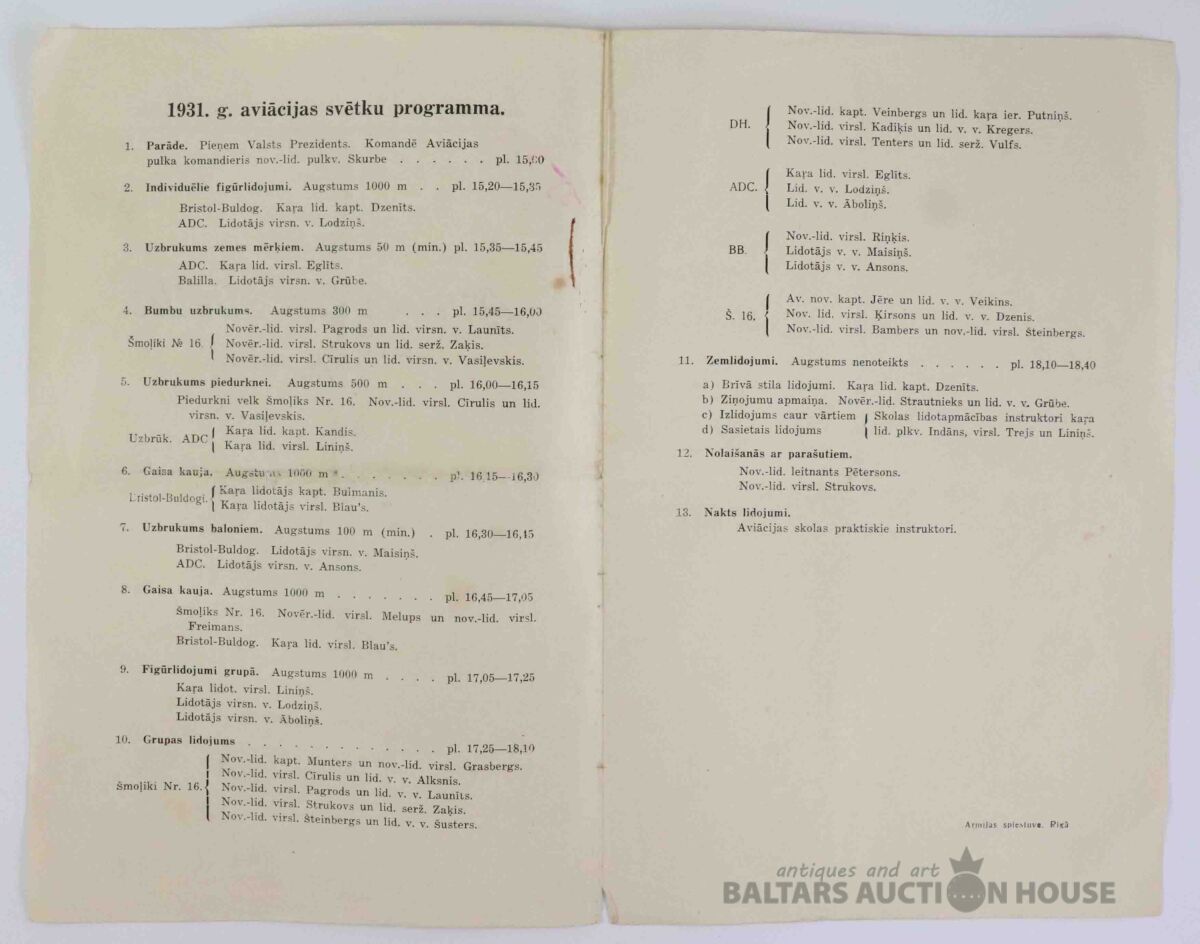 1931. g. aviācijas svētku programma.
1. Parāde. Pieņem Valsts Prezidents. Komandē Aviācijas
pulka komandieris nov.-lid. pulkv. Skurbe . . . . . . pl. 15,00
2. Individuēlie figūrlidojumi. Augstums 1000 m . . pl. 15,20—15,35
Bristol-Buldog. Kaŗa lid. kapt. Dzenīts.
ADC. Lidotājs virsn. v. Lodziņš.
3. Uzbrukums zemes mērķiem. Augstums 50 m (min.) pl. 15,35—15,45
ADC. Kaŗa lid. virsl. Eglīts.
Balilla. Lidotājs virsn. v. Grūbe.
4. Bumbu uzbrukums. Augstums 300 m . . . pl. 15,45—16,00
Šmoļiki № 16.
Novēr.-lid. virsl. Pagrods un lid. virsn. v. Launīts.
Novēr.-lid. virsl. Strukovs un lid. serž. Zaķis.
Novēr.-lid. virsl. Cīrulis un lid. virsn. v. Vasiļevskis.
5. Uzbrukums piedurknei. Augstums 500 m . . . pl. 16,00—16,15
Piedurkni velk Šmoļiks Nr. 16. Nov.-lid. virsl. Cīrulis un lid.
virsn. v. Vasiļevskis.
Uzbrūk. ADC
Kaŗa lid. kapt. Kandis.
Kaŗa lid. virsl. Liniņš.
6. Gaisa kauja. Augstums 1000 m . . . . . . . pl. 16,15—16,30
Bristol-Buldogi.
Kaŗa lidotājs kapt. Bulmanis.
Kaŗa lidotājs virsl. Blau's.
7. Uzbrukums baloniem. Augstums 100 m (min.) . pl. 16,30—16,45
Bristol-Buldog. Lidotājs virsn. v. Maisiņš.
ADC. Lidotājs virsn. v. Ansons.
8. Gaisa kauja. Augstums 1000 m . . . . . . . pl. 16,45—17,05
Šmoļiks Nr. 16. Novēr.-lid. virsl. Melups un nov.-lid. virsl.
Freimans.
Bristol-Buldog. Kaŗa lid. virsl. Blau's.
9. Figūrlidojumi grupā. Augstums 1000 m . . . . pl. 17,05—17,25
Kaŗa lidot. virsl. Liniņš.
Lidotājs virsn. v. Lodziņš.
Lidotājs virsn. v. Āboliņš.
10. Grupas lidojums . . . . . . . . . . . . . pl. 17,25—18,10
Šmoļiki Nr. 16.
Nov.-lid. kapt. Munters un nov.-lid. virsl. Grasbergs.
Nov.-lid. virsl. Cīrulis un lid. v. v. Alksnis.
Nov.-lid. virsl. Pagrods un lid. v. v. Launīts.
Nov.-lid. virsl. Strukovs un lid. serž. Zaķis.
Nov.-lid. virsl. Šteinbergs un lid. v. v. Šusters.
DH.
Nov.-lid. kapt. Veinbergs un lid. kaŗa ier. Putniņš.
Nov.-lid. virsl. Kadiķis un lid. v. v. Kregers.
Nov.-lid. virsl. Tenters un lid. serž. Vulfs.
ADC.
Kaŗa lid. virsl. Eglīts.
Lid. v. v. Lodziņš.
Lid. v. v. Āboliņš.
BB.
Nov.-lid. virsl. Riņķis.
Lidotājs v. v. Maisiņš.
Lidotājs v. v. Ansons.
Š. 16.
Av. nov. kapt. Jēre un lid. v. v. Veikins.
Nov. lid. virsl. Ķirsons un lid. v. v. Dzenis.
Nov.-lid. virsl. Bambers un nov.-lid. virsl. Šteinbergs.
11. Zemlidojumi. Augstums nenoteikts . . . . . . pl. 18,10—18,40
a) Brīvā stila lidojumi. Kaŗa lid. kapt. Dzenīts.
b) Ziņojumu apmaiņa. Novēr.-lid. Strautnieks un lid. v. v. Grūbe.
c) Izlidojums caur vārtiem Skolas lidotapmācības instruktori kaŗa
d) Sasietais lidojums lid. plkv. Indāns, virsl. Trejs un Liniņš.
12. Nolaišanās ar parašutiem.
Nov.-lid. leitnants Pētersons.
Nov.-lid. virsl. Strukovs.
13. Nakts lidojumi.
Aviācijas skolas praktiskie instruktori.
Armijas spiestuve. Rīgā
antiques and art
BALTARS AUCTION HOUSE